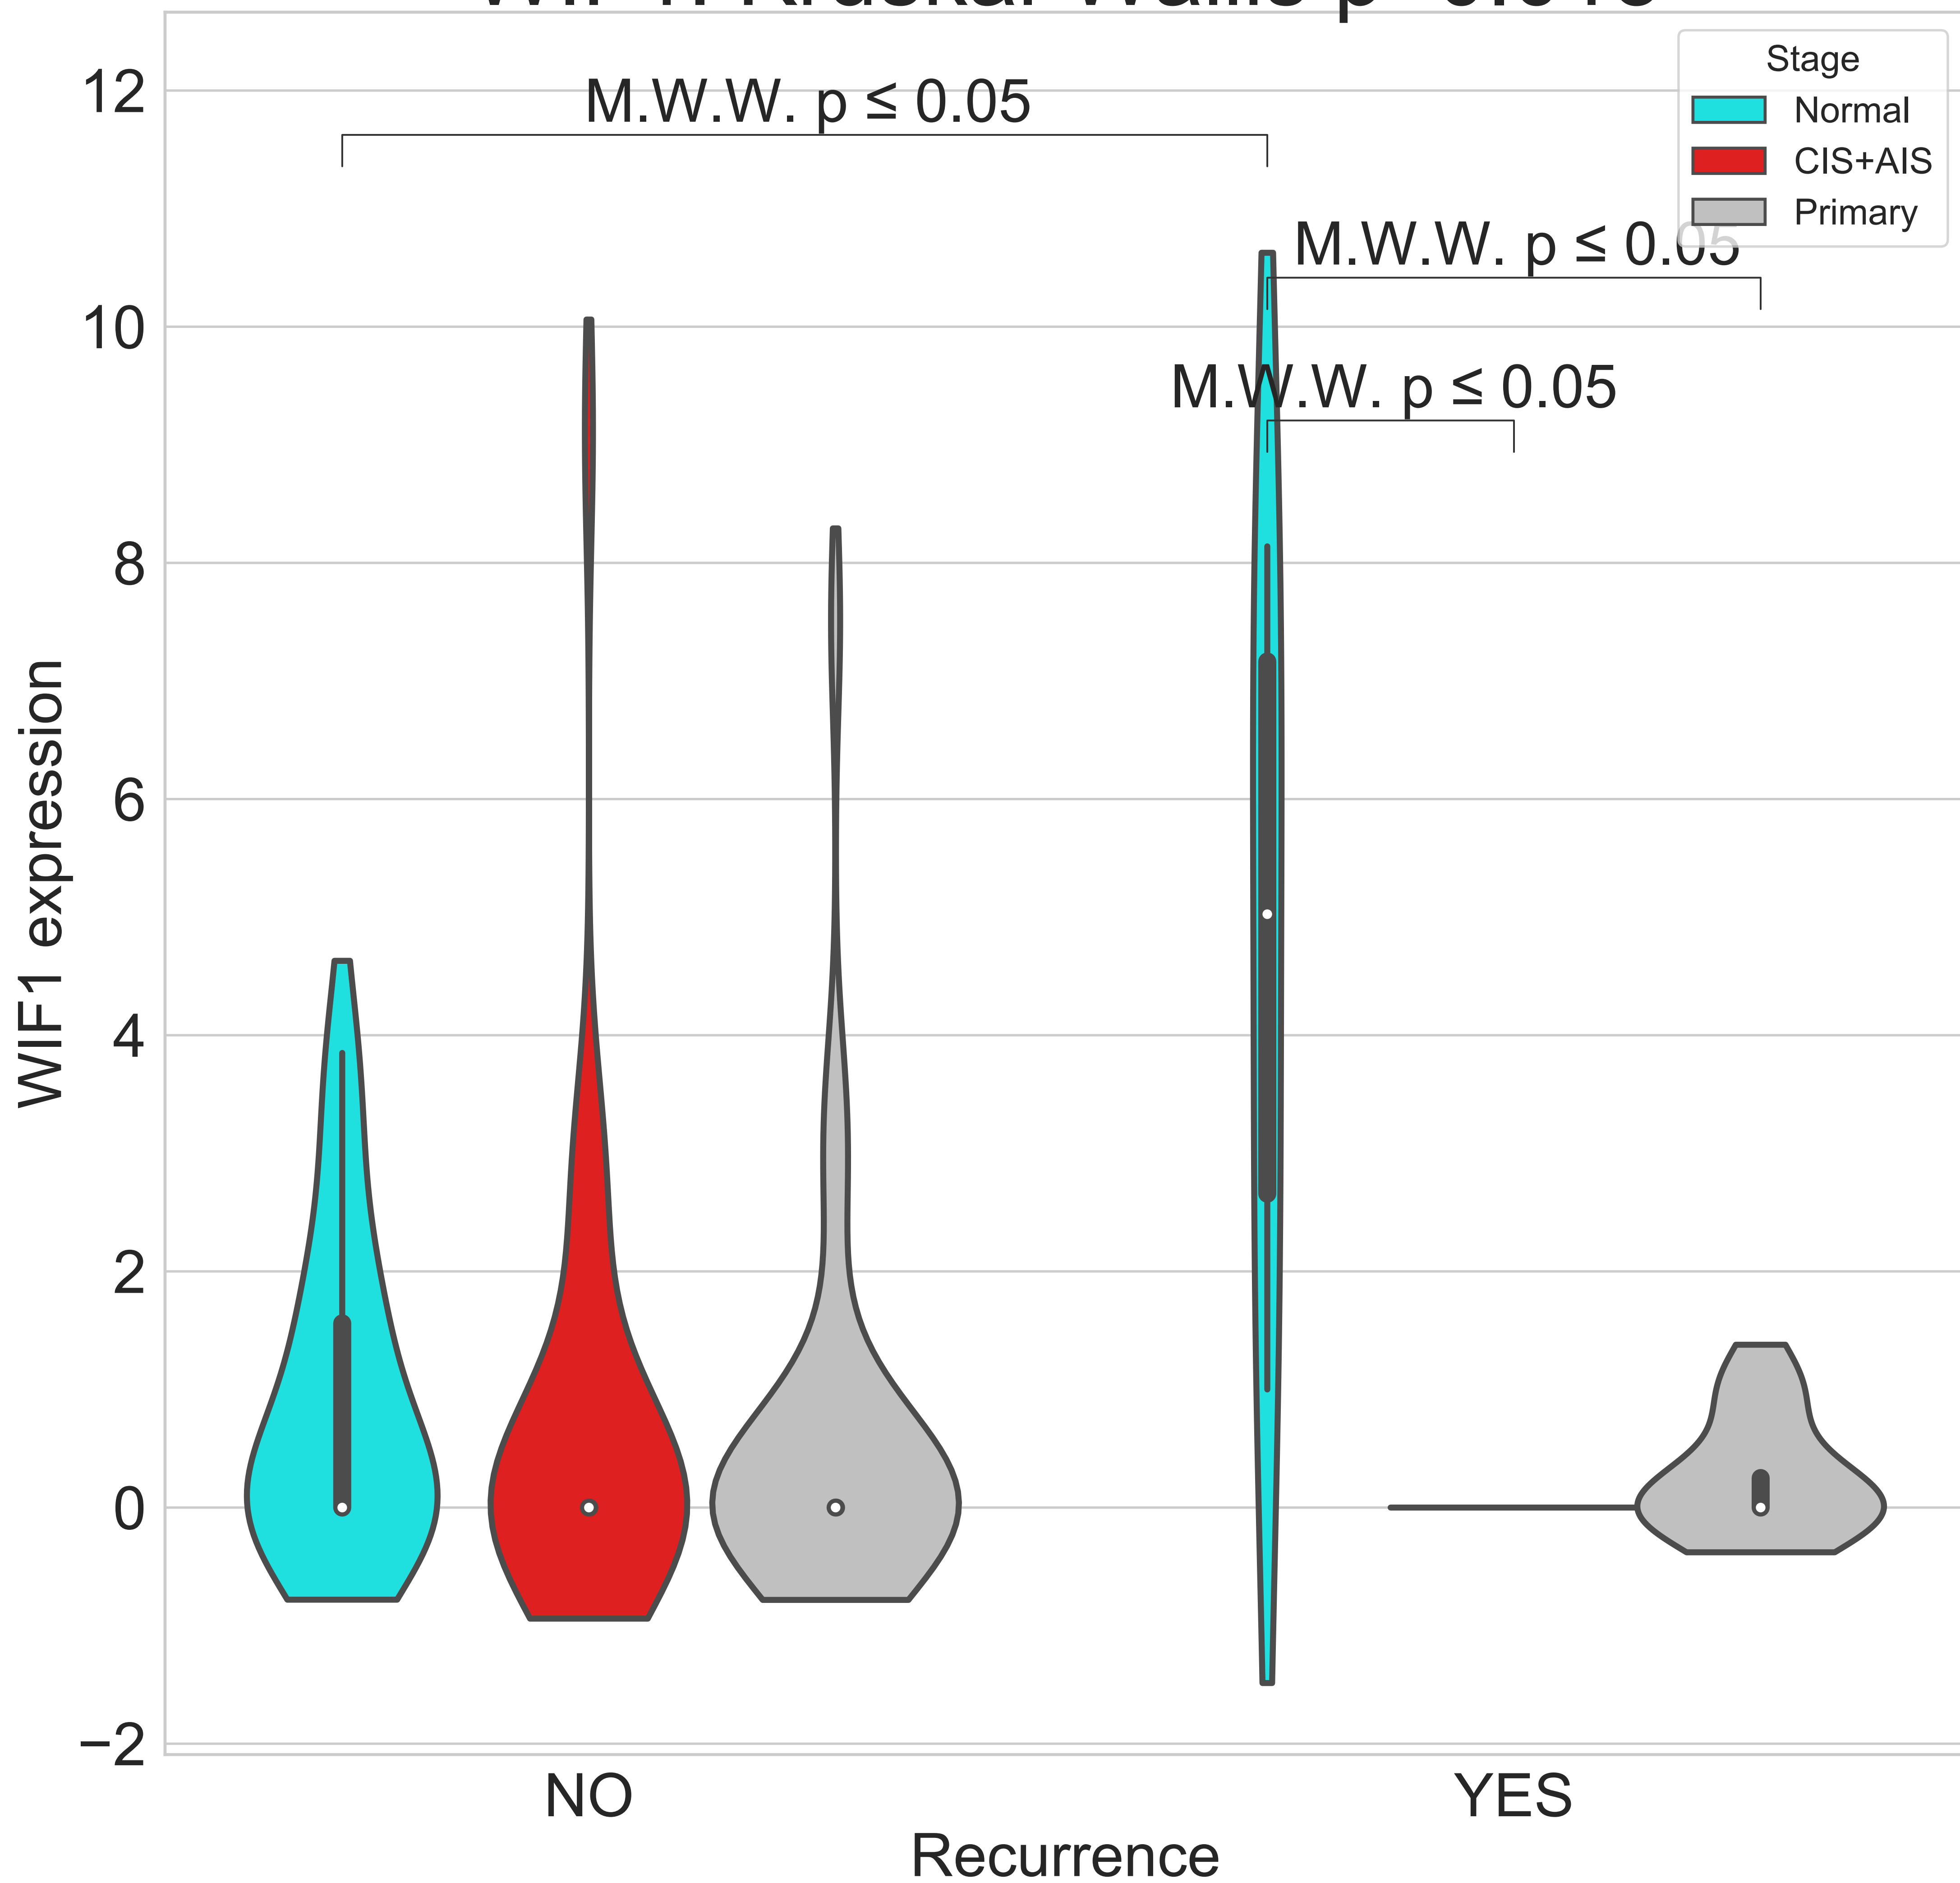 Stage
Normal
CIS+AIS
Primary
M.W.W. p ≤ 0.05
M.W.W. p ≤ 0.05
M.W.W. p ≤ 0.05
12
10
8
6
4
2
0
−2
WIF1 expression
NO
YES
Recurrence